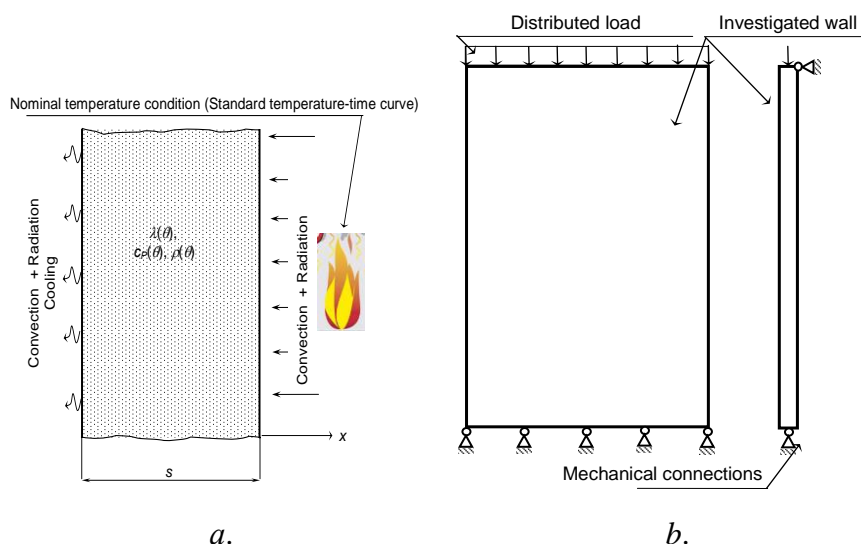 Distributed load
Investigated wall
Nominal temperature condition (Standard temperature-time curve)
Convection + Radiation
Cooling
λ(θ),
cP(θ), ρ(θ)
Convection + Radiation
x
s
Mechanical connections
a.
b.